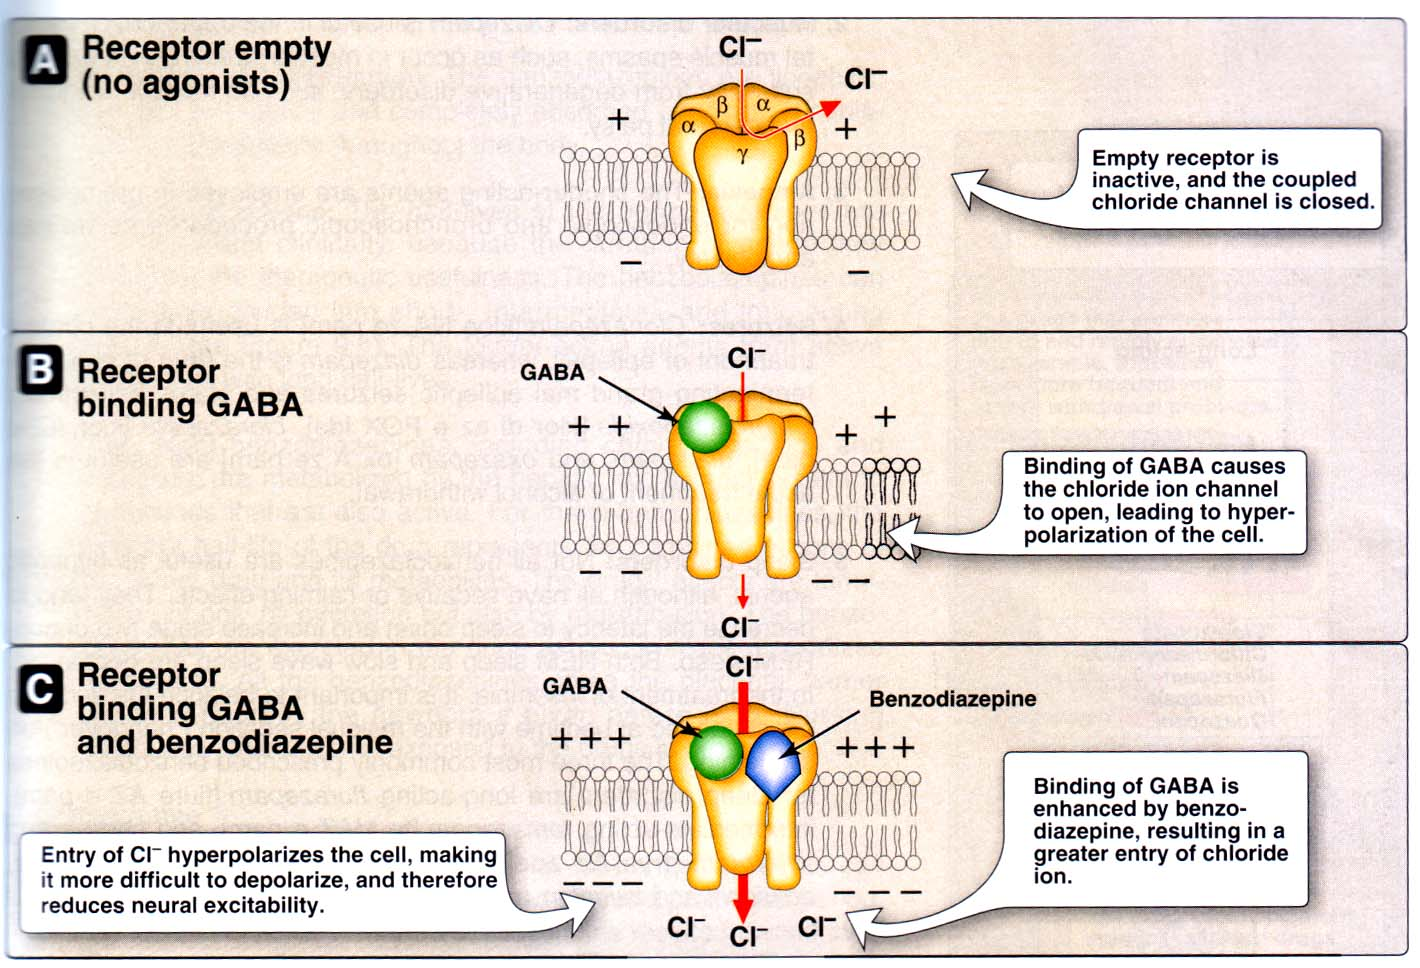 A Receptor empty
(no agonists)
Cl−
Cl−
β α
α β
γ
+ +
− −
Empty receptor is
inactive, and the coupled
chloride channel is closed.
B Receptor
binding GABA
GABA
Cl−
+ + + +
− − − −
Cl−
Binding of GABA causes
the chloride ion channel
to open, leading to hyper-
polarization of the cell.
C Receptor
binding GABA
and benzodiazepine
GABA
Cl−
Benzodiazepine
+++ +++
−−− −−−
Cl− Cl− Cl−
Entry of Cl− hyperpolarizes the cell, making
it more difficult to depolarize, and therefore
reduces neural excitability.
Binding of GABA is
enhanced by benzo-
diazepine, resulting in a
greater entry of chloride
ion.